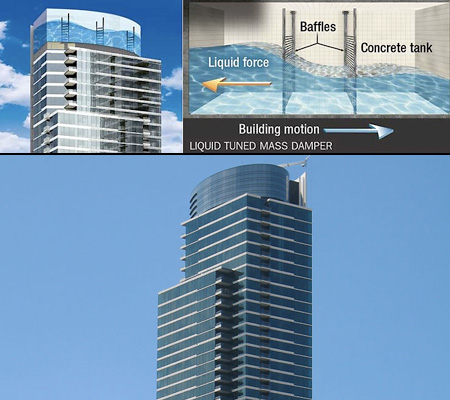 Baffles
Concrete tank
Liquid force
Building motion
LIQUID TUNED MASS DAMPER